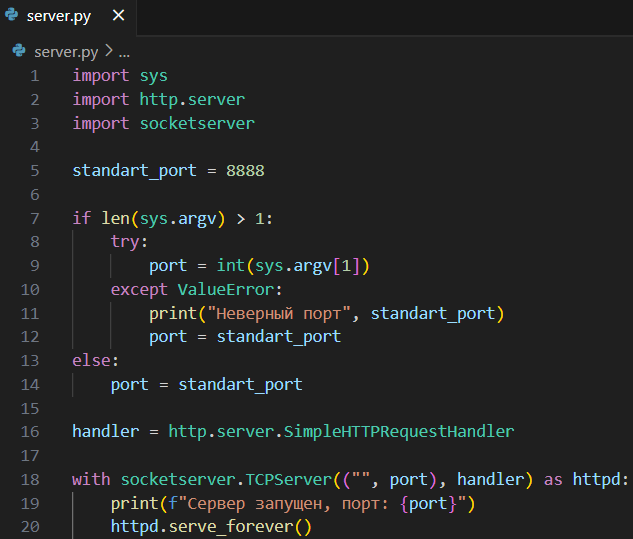 server.py ×
server.py > ...
1 import sys
2 import http.server
3 import socketserver
4
5 standart_port = 8888
6
7 if len(sys.argv) > 1:
8     try:
9         port = int(sys.argv[1])
10     except ValueError:
11         print("Неверный порт", standart_port)
12         port = standart_port
13 else:
14     port = standart_port
15
16 handler = http.server.SimpleHTTPRequestHandler
17
18 with socketserver.TCPServer(("", port), handler) as httpd:
19     print(f"Сервер запущен, порт: {port}")
20     httpd.serve_forever()